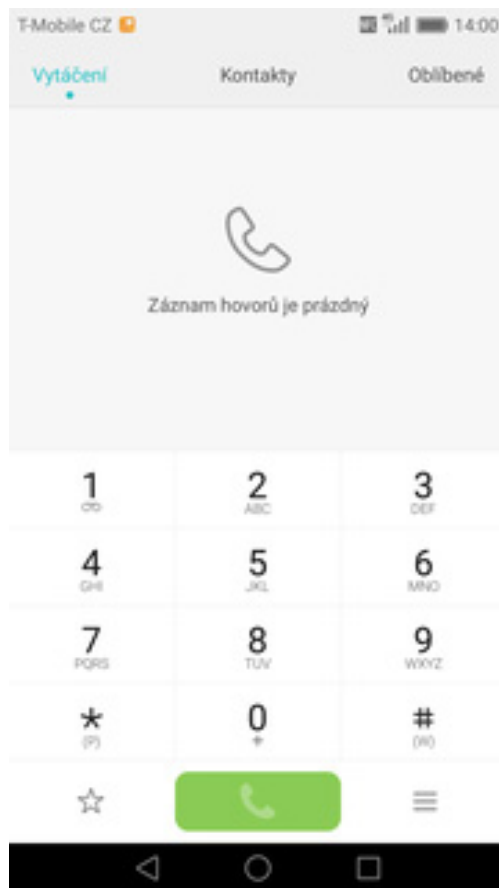 T-Mobile CZ 14:00
Vytáčení Kontakty Oblíbené
Záznam hovorů je prázdný
1 2 3
ABC DEF
4 5 6
GHI JKL MNO
7 8 9
PQRS TUV WXYZ
* 0 #
(P) + (W)